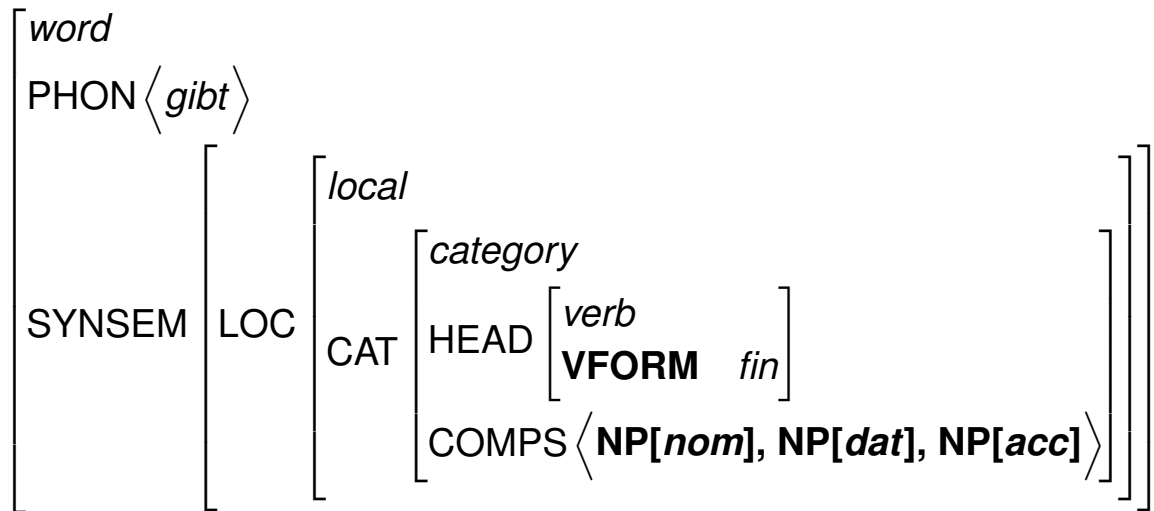 word
PHON ⟨gibt⟩
local
category
SYNSEM LOC CAT HEAD verb
VFORM fin
COMPS ⟨NP[nom], NP[dat], NP[acc]⟩